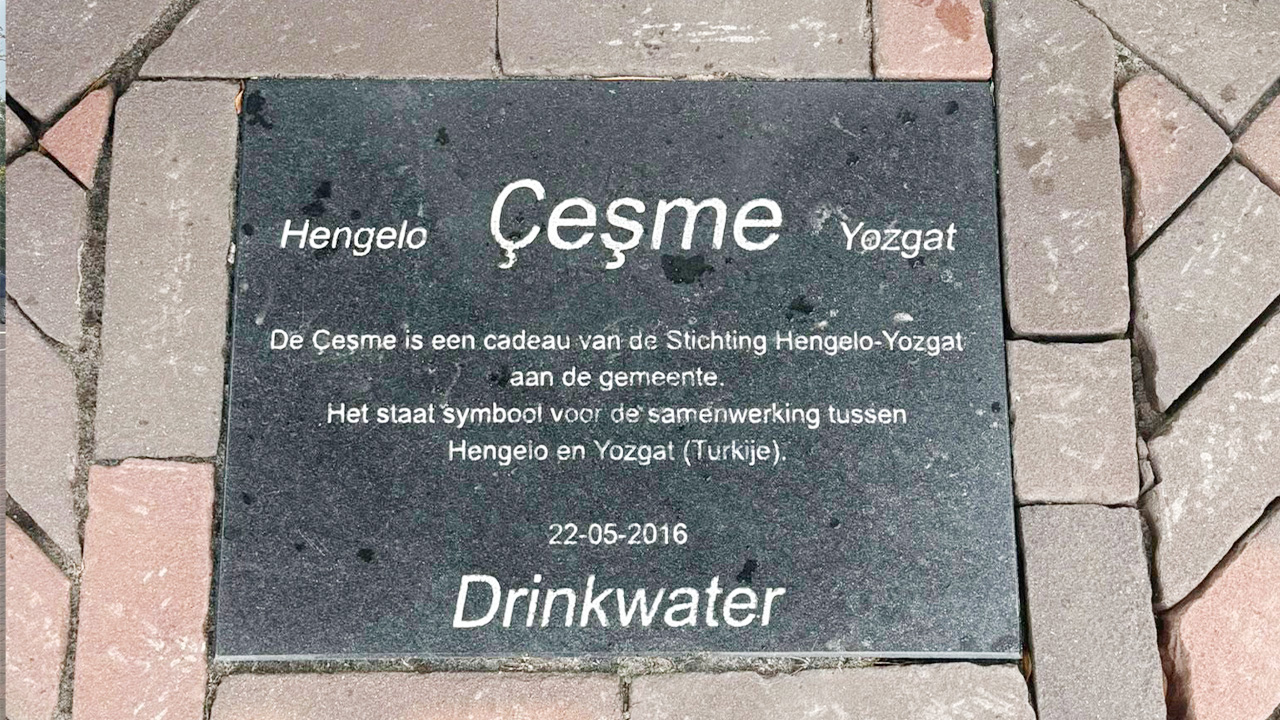 Hengelo Çeşme Yozgat
De Çeşme is een cadeau van de Stichting Hengelo-Yozgat
aan de gemeente.
Het staat symbool voor de samenwerking tussen
Hengelo en Yozgat (Turkije).
22-05-2016
Drinkwater